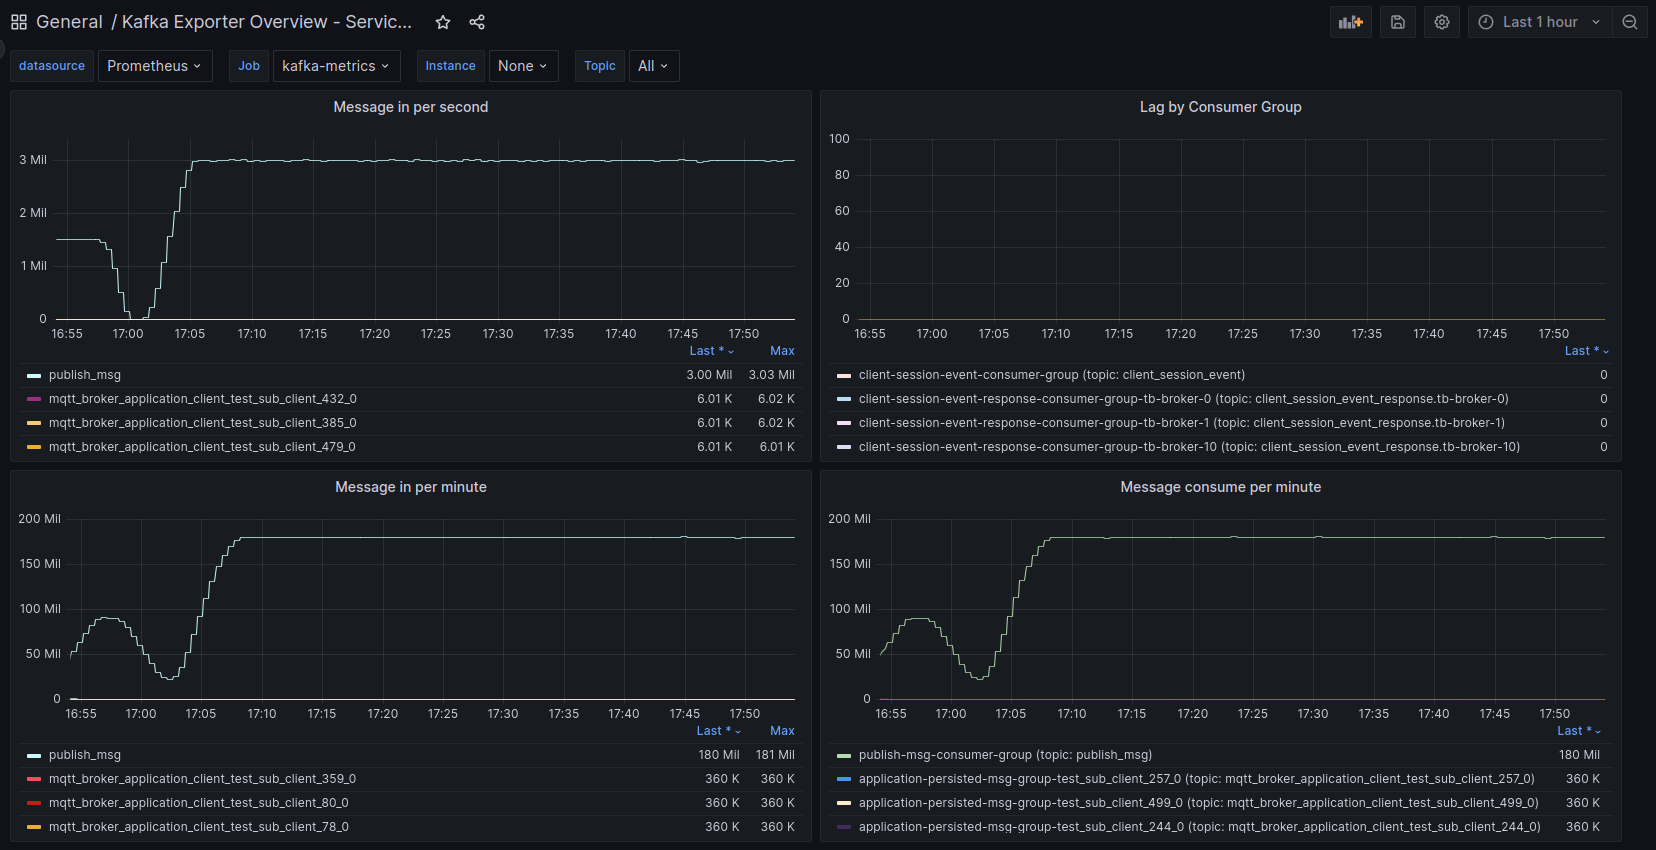 General / Kafka Exporter Overview - Servic...
Last 1 hour
datasource Prometheus Job kafka-metrics Instance None Topic All
Message in per second
3 Mil
2 Mil
1 Mil
0
16:55 17:00 17:05 17:10 17:15 17:20 17:25 17:30 17:35 17:40 17:45 17:50
Last * Max
publish_msg 3.00 Mil 3.03 Mil
mqtt_broker_application_client_test_sub_client_432_0 6.01 K 6.02 K
mqtt_broker_application_client_test_sub_client_385_0 6.01 K 6.02 K
mqtt_broker_application_client_test_sub_client_479_0 6.01 K 6.01 K
Lag by Consumer Group
100
80
60
40
20
0
16:55 17:00 17:05 17:10 17:15 17:20 17:25 17:30 17:35 17:40 17:45 17:50
Last *
client-session-event-consumer-group (topic: client_session_event) 0
client-session-event-response-consumer-group-tb-broker-0 (topic: client_session_event_response.tb-broker-0) 0
client-session-event-response-consumer-group-tb-broker-1 (topic: client_session_event_response.tb-broker-1) 0
client-session-event-response-consumer-group-tb-broker-10 (topic: client_session_event_response.tb-broker-10) 0
Message in per minute
200 Mil
150 Mil
100 Mil
50 Mil
0
16:55 17:00 17:05 17:10 17:15 17:20 17:25 17:30 17:35 17:40 17:45 17:50
Last * Max
publish_msg 180 Mil 181 Mil
mqtt_broker_application_client_test_sub_client_359_0 360 K 360 K
mqtt_broker_application_client_test_sub_client_80_0 360 K 360 K
mqtt_broker_application_client_test_sub_client_78_0 360 K 360 K
Message consume per minute
200 Mil
150 Mil
100 Mil
50 Mil
0
16:55 17:00 17:05 17:10 17:15 17:20 17:25 17:30 17:35 17:40 17:45 17:50
Last *
publish-msg-consumer-group (topic: publish_msg) 180 Mil
application-persisted-msg-group-test_sub_client_257_0 (topic: mqtt_broker_application_client_test_sub_client_257_0) 360 K
application-persisted-msg-group-test_sub_client_499_0 (topic: mqtt_broker_application_client_test_sub_client_499_0) 360 K
application-persisted-msg-group-test_sub_client_244_0 (topic: mqtt_broker_application_client_test_sub_client_244_0) 360 K